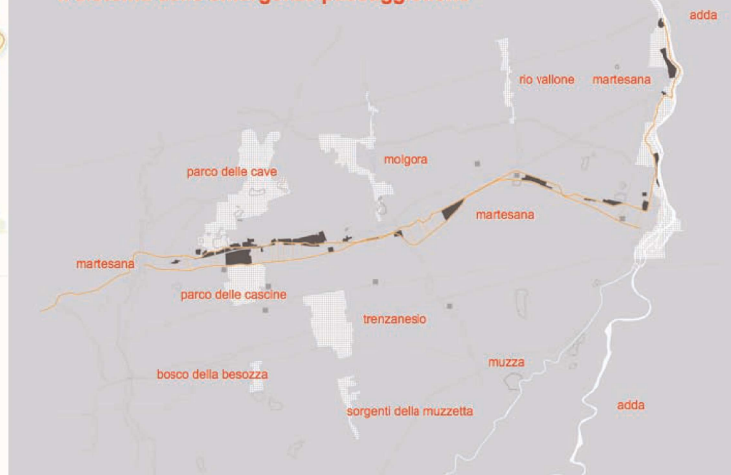 adda
rio vallone
martesana
molgora
parco delle cave
martesana
martesana
parco delle cascine
trenzanesio
muzza
bosco della besozza
adda
sorgenti della muzzetta